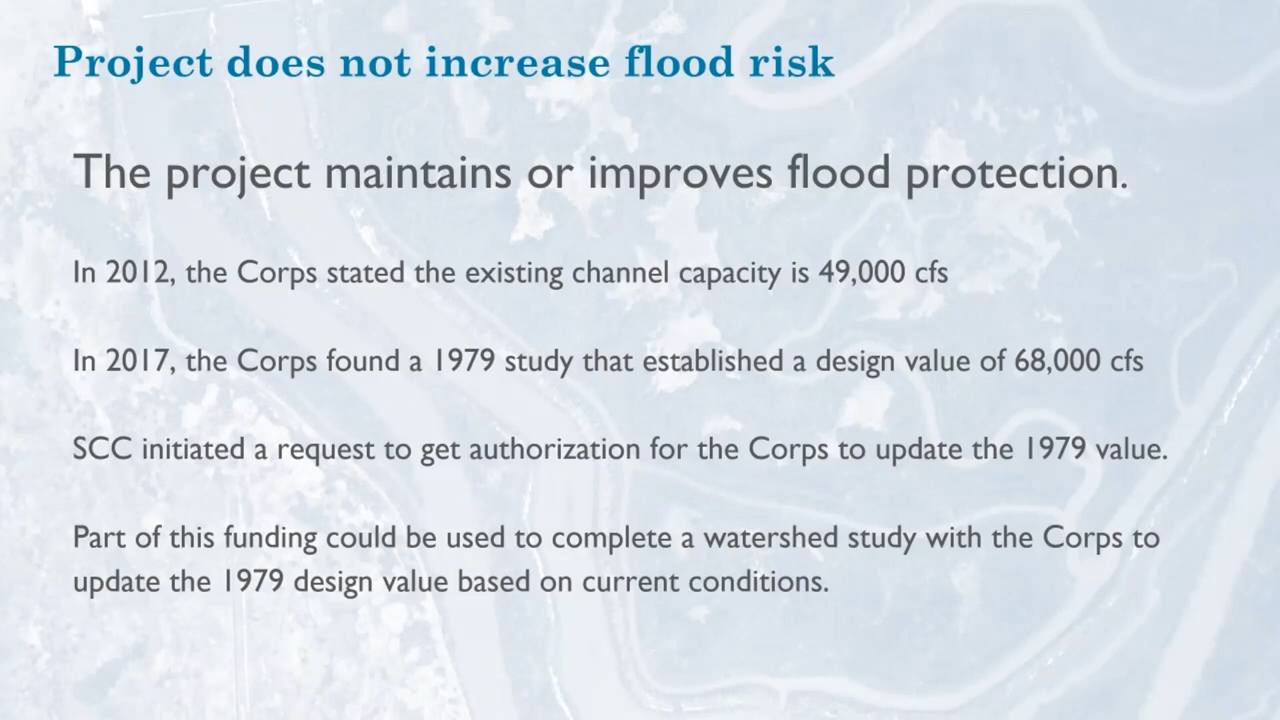 Project does not increase flood risk
The project maintains or improves flood protection.
In 2012, the Corps stated the existing channel capacity is 49,000 cfs
In 2017, the Corps found a 1979 study that established a design value of 68,000 cfs
SCC initiated a request to get authorization for the Corps to update the 1979 value.
Part of this funding could be used to complete a watershed study with the Corps to
update the 1979 design value based on current conditions.